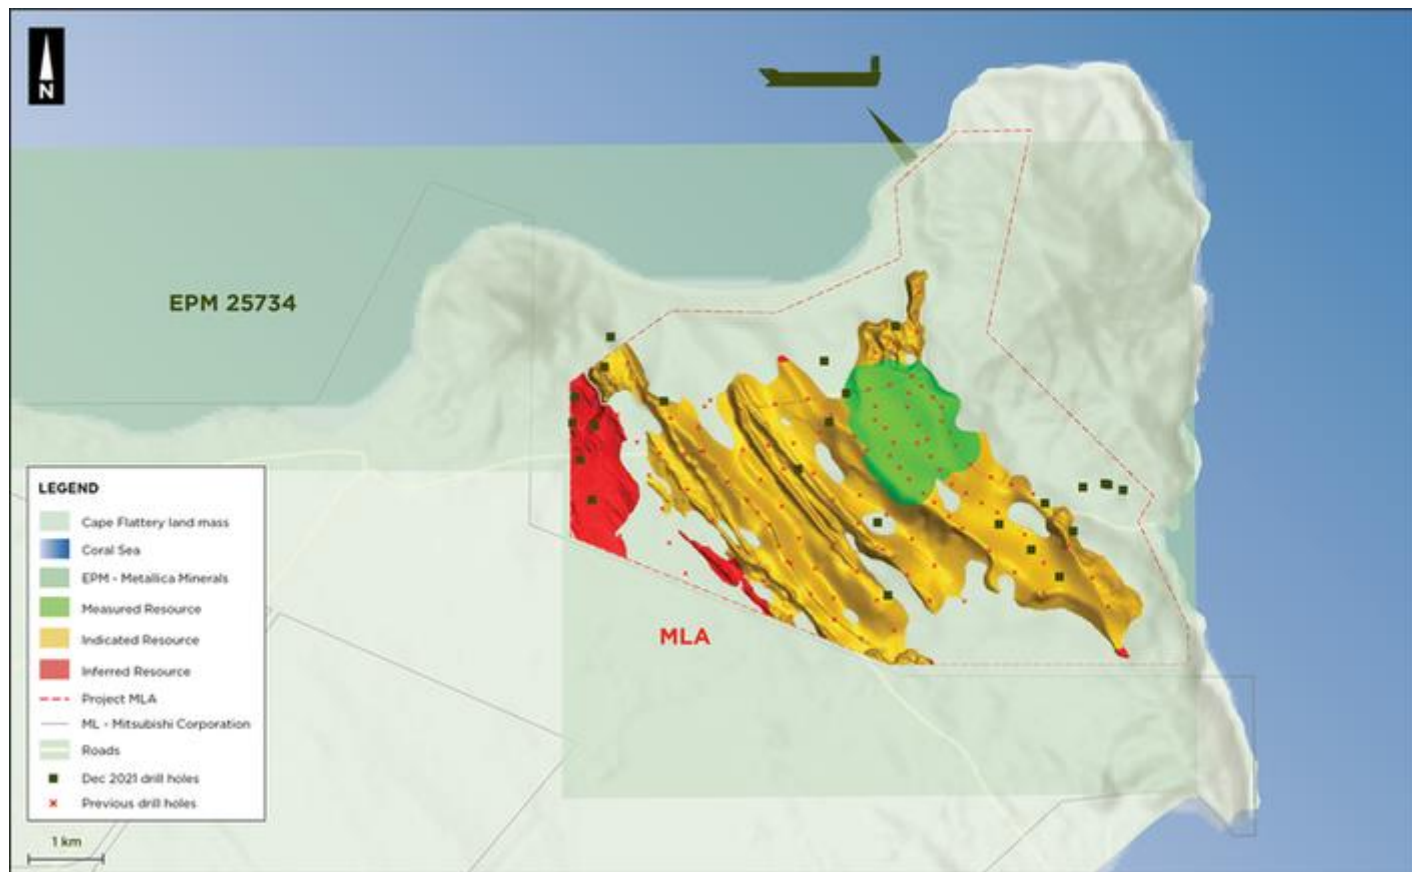 N
EPM 25734
MLA
LEGEND
Cape Flattery land mass
Coral Sea
EPM - Metallica Minerals
Measured Resource
Indicated Resource
Inferred Resource
Project MLA
ML - Mitsubishi Corporation
Roads
Dec 2021 drill holes
Previous drill holes
1 km